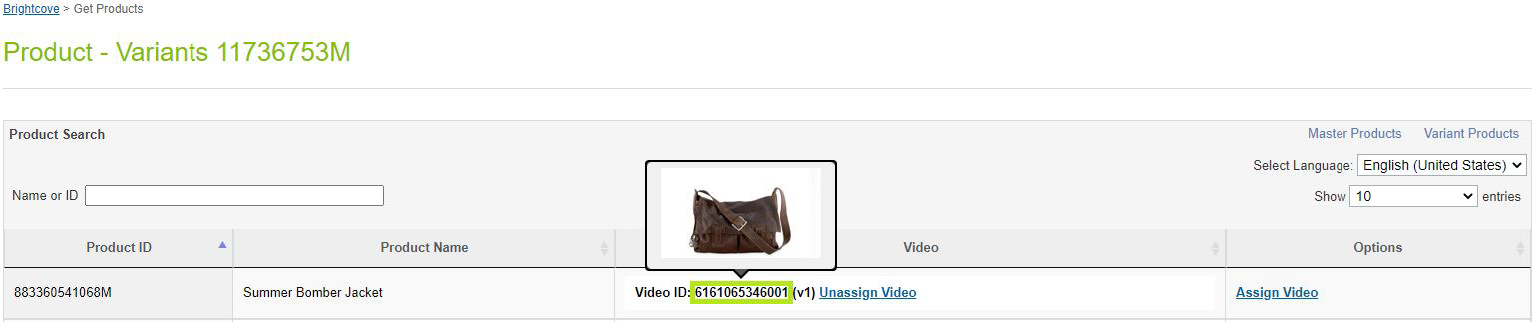 Brightcove > Get Products
Product - Variants 11736753M
Product Search
Master Products Variant Products
Select Language: English (United States)
Name or ID
Show 10 entries
Product ID Product Name Video Options
883360541068M Summer Bomber Jacket Video ID: 6161065346001 (v1) Unassign Video Assign Video